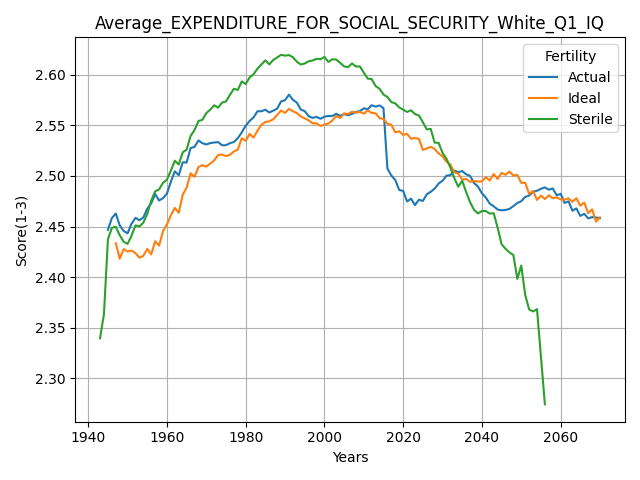 Average_EXPENDITURE_FOR_SOCIAL_SECURITY_White_Q1_IQ
Fertility
Actual
Ideal
Sterile
Score(1-3)
2.60
2.55
2.50
2.45
2.40
2.35
2.30
1940 1960 1980 2000 2020 2040 2060
Years